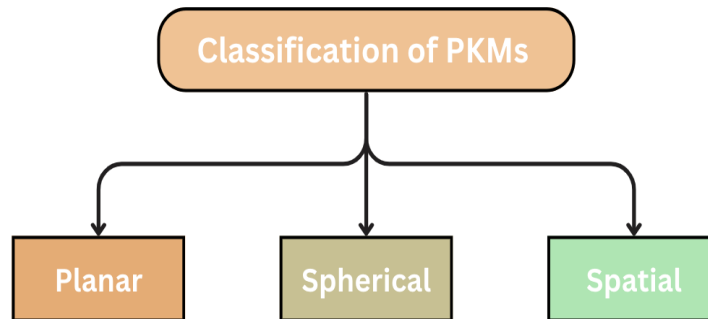 Classification of PKMs
Planar
Spherical
Spatial